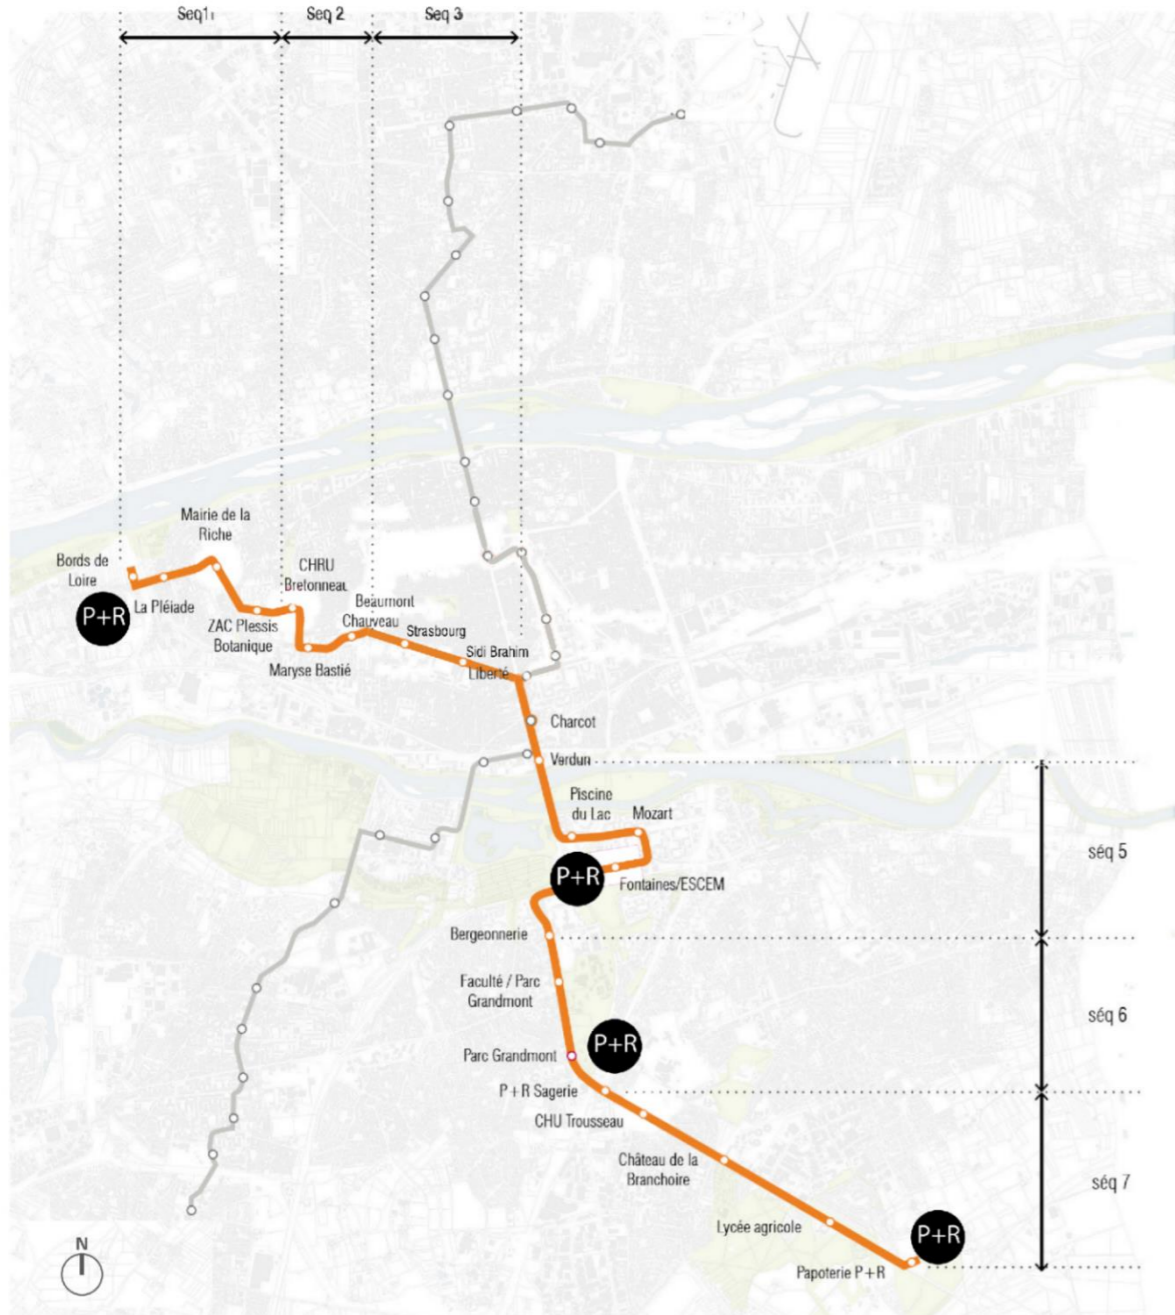 Seq1
Seq 2
Seq 3
Mairie de la
Riche
Bords de
Loire
P+R
La Pléiade
CHRU
Bretonneau
ZAC Plessis
Botanique
Maryse Bastié
Beaumont
Chauveau
Strasbourg
Sidi Brahim
Liberté
Charcot
Verdun
Piscine
du Lac
Mozart
P+R
Fontaines/ESCEM
séq 5
Bergeonnerie
Faculté / Parc
Grandmont
séq 6
Parc Grandmont
P+R
P+R Sagerie
CHU Trousseau
Château de la
Branchoire
séq 7
Lycée agricole
P+R
Papoterie P+R
N